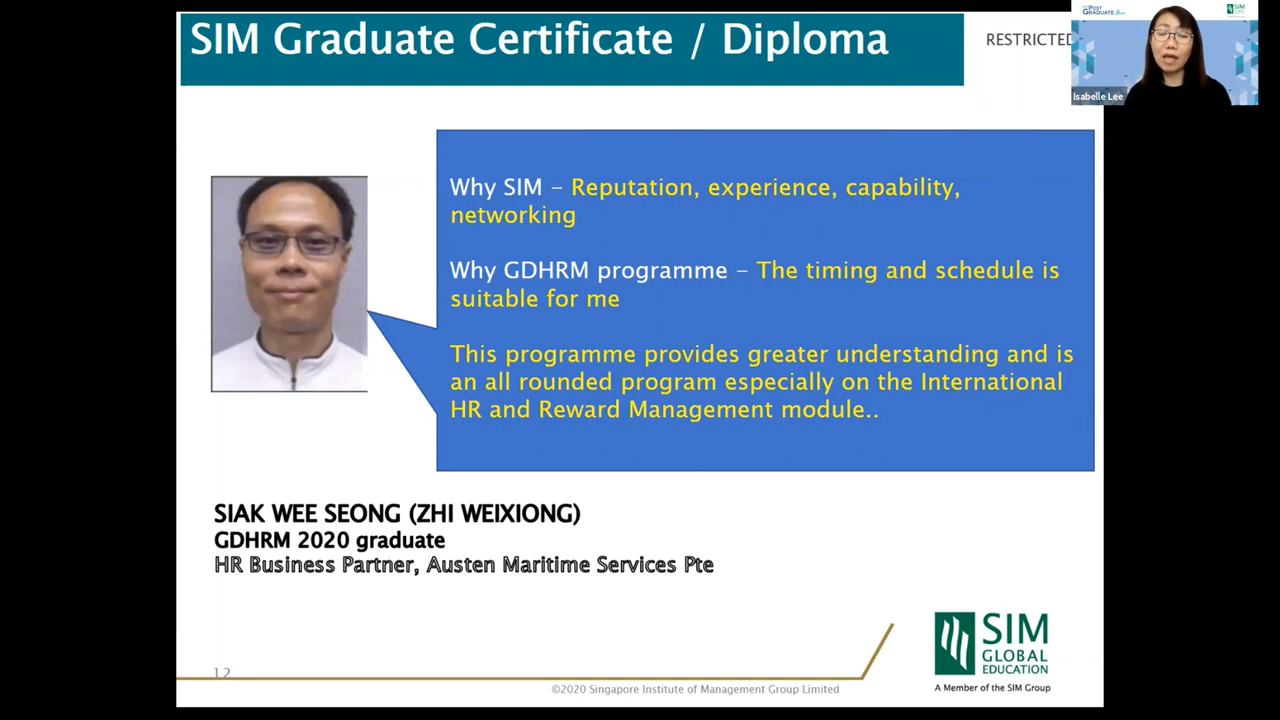 SIM Graduate Certificate / Diploma
RESTRICTED
POST
GRADUATE
SIM
Isabelle Lee
Why SIM – Reputation, experience, capability,
networking
Why GDHRM programme – The timing and schedule is
suitable for me
This programme provides greater understanding and is
an all rounded program especially on the International
HR and Reward Management module..
SIAK WEE SEONG (ZHI WEIXIONG)
GDHRM 2020 graduate
HR Business Partner, Austen Maritime Services Pte
12
©2020 Singapore Institute of Management Group Limited
SIM
GLOBAL
EDUCATION
A Member of the SIM Group